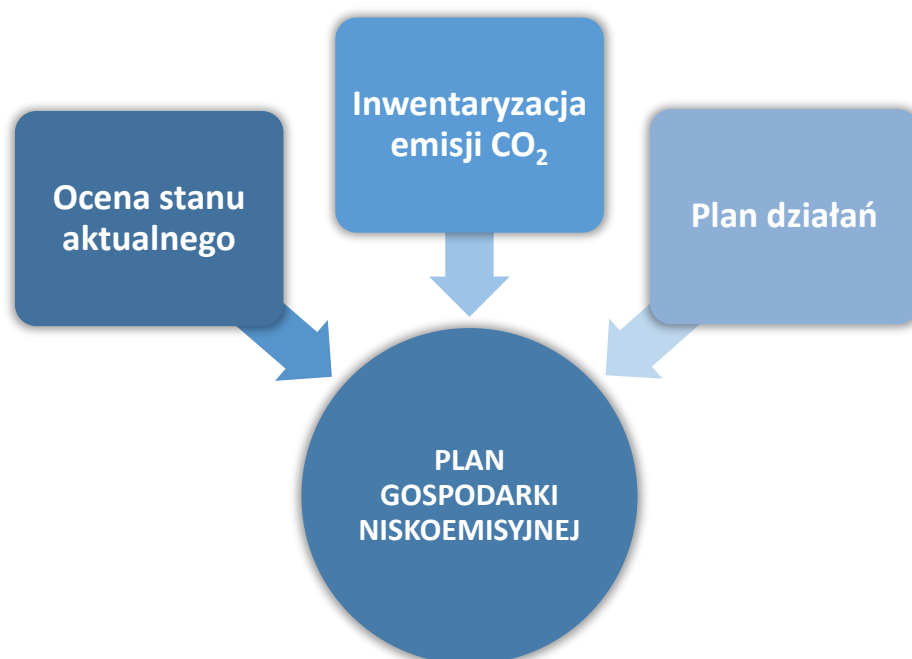 Ocena stanu
aktualnego
Inwentaryzacja
emisji CO₂
Plan działań
PLAN
GOSPODARKI
NISKOEMISYJNEJ